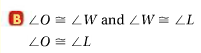 B ∠O ≅ ∠W and ∠W ≅ ∠L
∠O ≅ ∠L